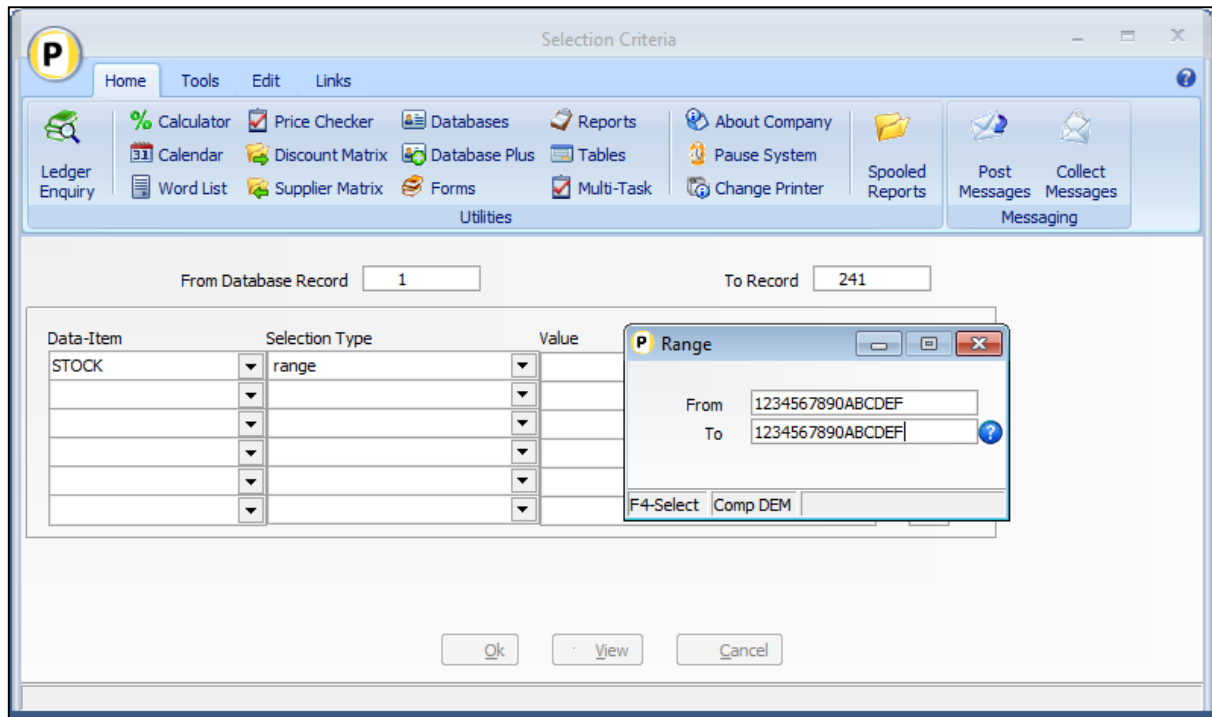 Selection Criteria
P
Home Tools Edit Links
Calculator Price Checker Databases Reports About Company
Calendar Discount Matrix Database Plus Tables Pause System
Word List Supplier Matrix Forms Multi-Task Change Printer
Ledger
Enquiry
Spooled
Reports
Post
Messages
Collect
Messages
Utilities
Messaging
From Database Record 1 To Record 241
Data-Item Selection Type Value
STOCK range
P Range
From 1234567890ABCDEF
To 1234567890ABCDEF
F4-Select Comp DEM
Ok View Cancel